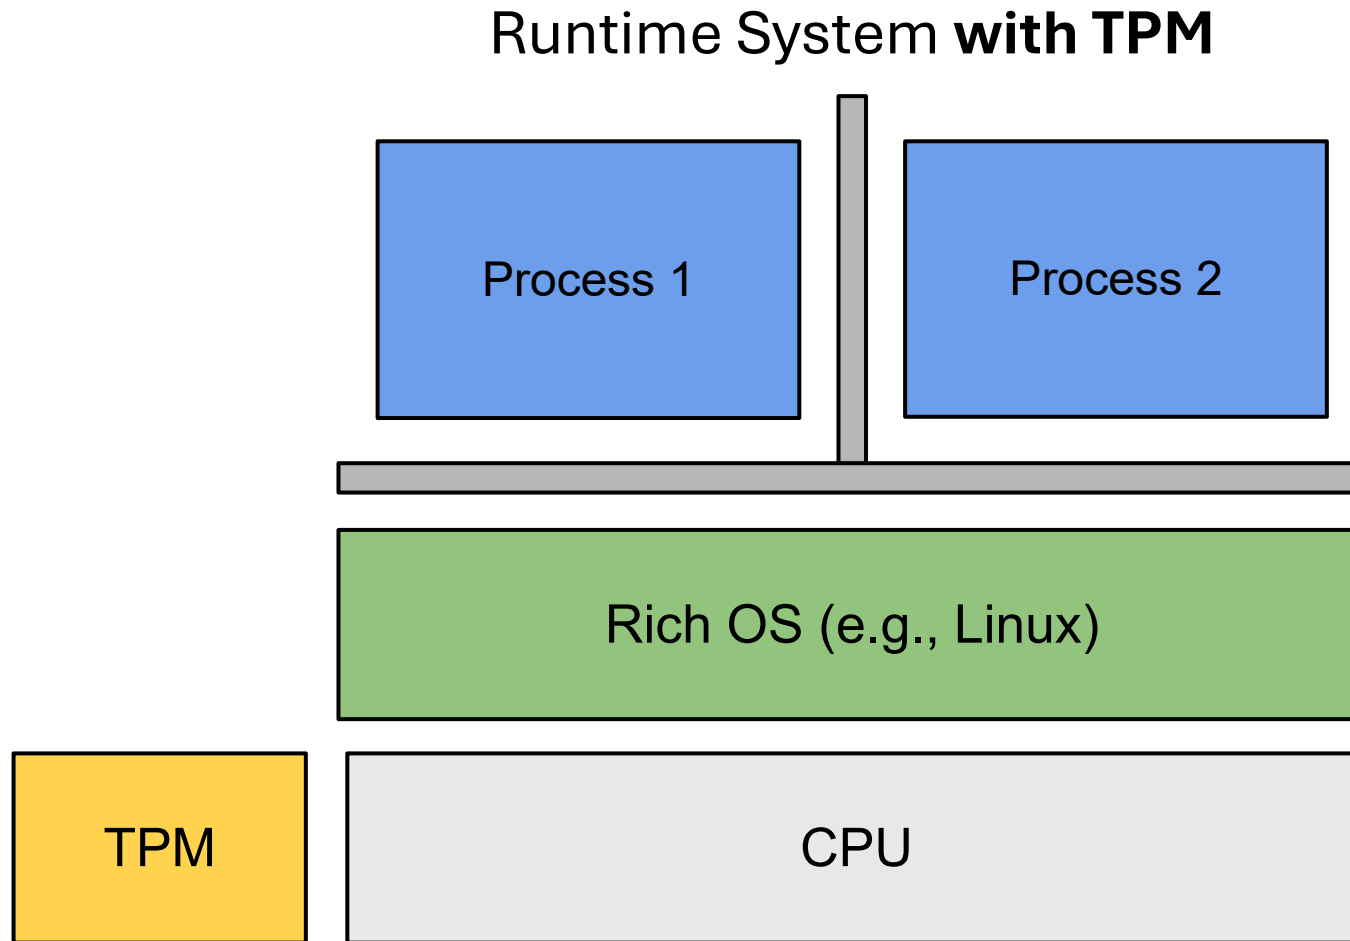 Runtime System with TPM
Process 1
Process 2
Rich OS (e.g., Linux)
TPM
CPU